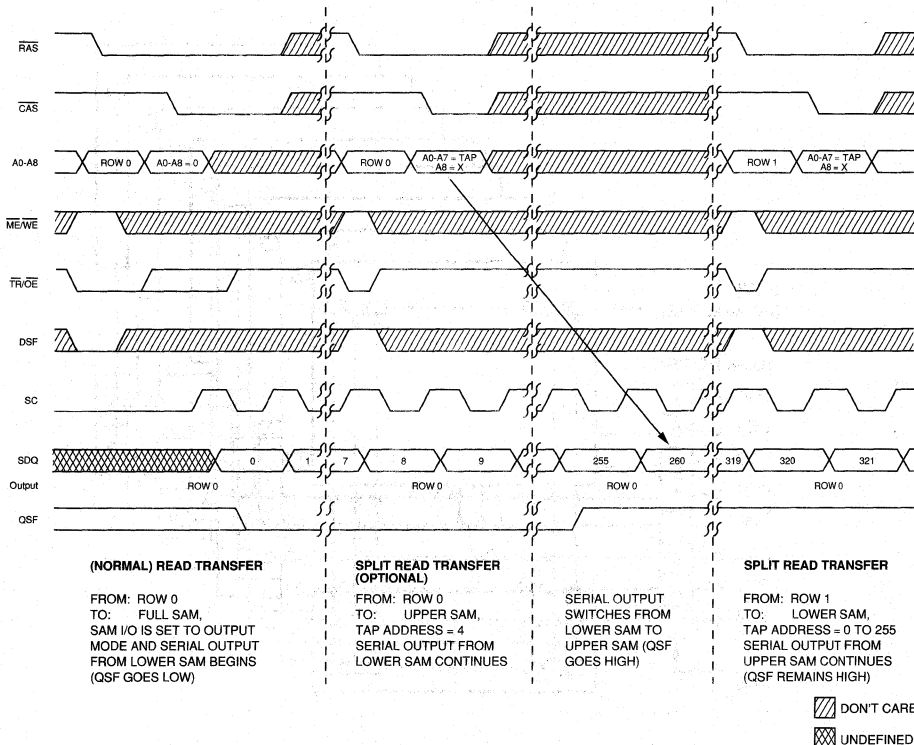 RAS
CAS
A0-A8 ROW 0 A0-A8 = 0 ROW 0 A0-A7 = TAP ROW 1 A0-A7 = TAP
A8 = X A8 = X
ME/WE
TR/OE
DSF
SC
SDQ 0 1 7 8 9 255 260 319 320 321
Output ROW 0 ROW 0 ROW 0 ROW 0
QSF
(NORMAL) READ TRANSFER
FROM: ROW 0
TO: FULL SAM,
SAM I/O IS SET TO OUTPUT
MODE AND SERIAL OUTPUT
FROM LOWER SAM BEGINS
(QSF GOES LOW)
SPLIT READ TRANSFER
(OPTIONAL)
FROM: ROW 0
TO: UPPER SAM,
TAP ADDRESS = 4
SERIAL OUTPUT FROM
LOWER SAM CONTINUES
SERIAL OUTPUT
SWITCHES FROM
LOWER SAM TO
UPPER SAM (QSF
GOES HIGH)
SPLIT READ TRANSFER
FROM: ROW 1
TO: LOWER SAM,
TAP ADDRESS = 0 TO 255
SERIAL OUTPUT FROM
UPPER SAM CONTINUES
(QSF REMAINS HIGH)
DON'T CARE
UNDEFINED